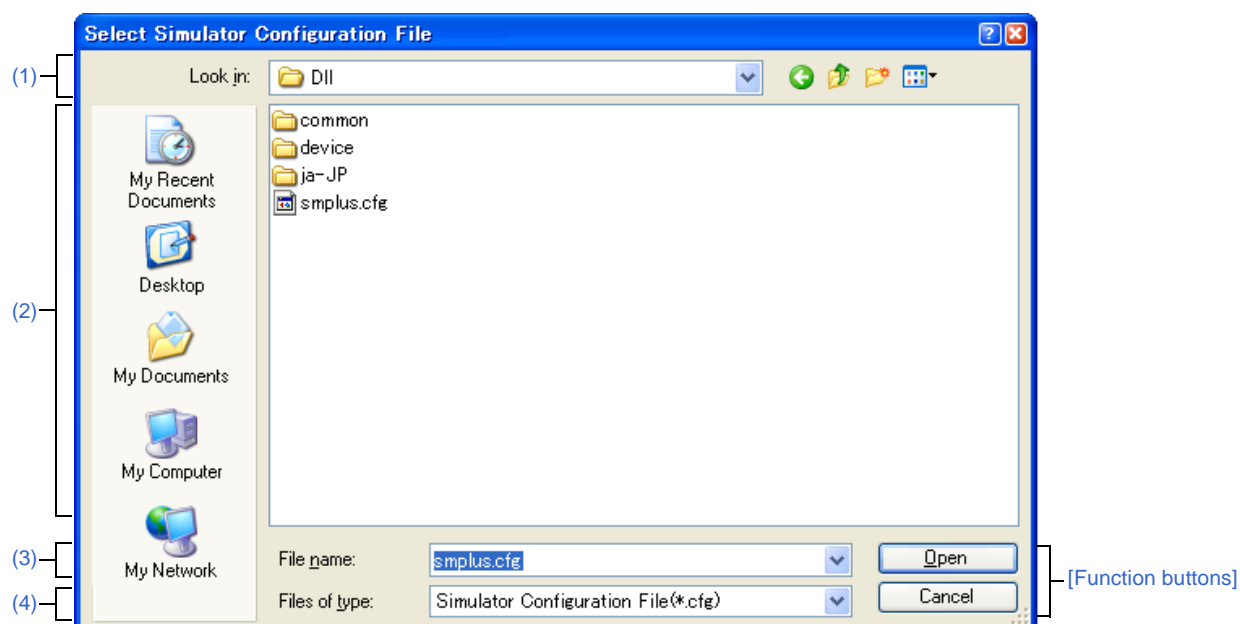 Select Simulator Configuration File
(1)
Look in:
Dll
common
device
ja-JP
smplus.cfg
My Recent
Documents
Desktop
(2)
My Documents
My Computer
My Network
(3)
File name:
smplus.cfg
Open
[Function buttons]
(4)
Files of type:
Simulator Configuration File(*.cfg)
Cancel